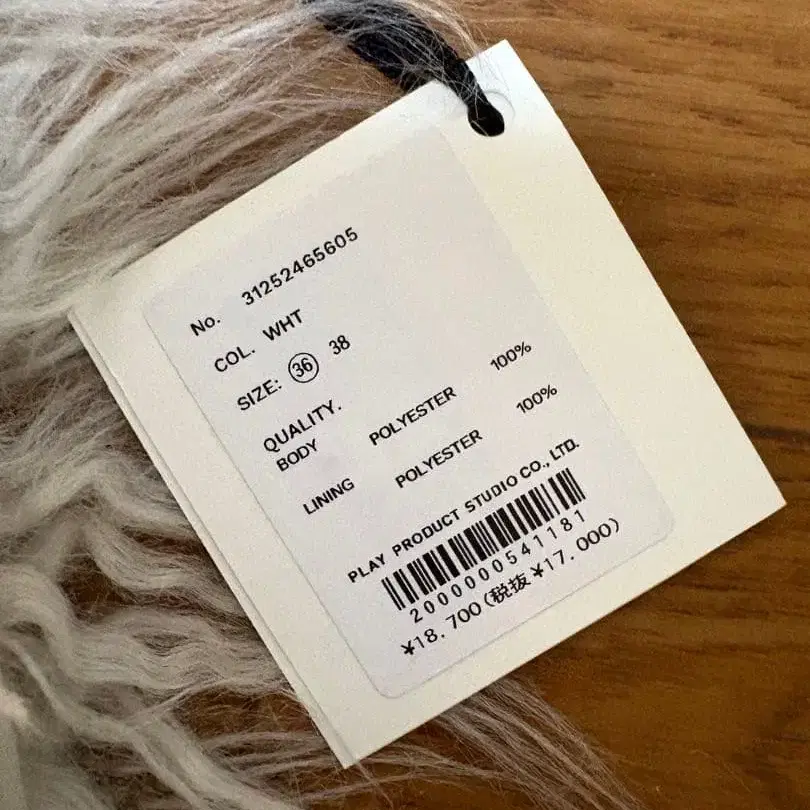 No. 31252465605
COL. WHT
SIZE: 36 38
QUALITY.
BODY POLYESTER 100%
LINING POLYESTER 100%
PLAY PRODUCT STUDIO CO., LTD.
2000000541181
¥18.700(税抜¥17.000)